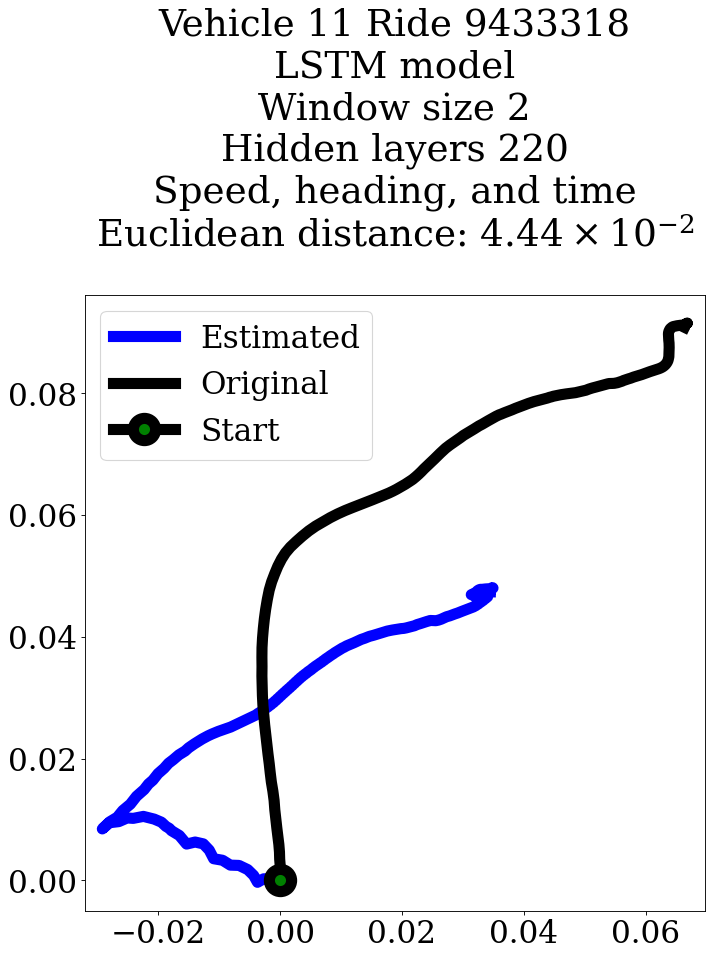 Vehicle 11 Ride 9433318
LSTM model
Window size 2
Hidden layers 220
Speed, heading, and time
Euclidean distance: 4.44 × 10⁻²
Estimated
Original
Start
0.08
0.06
0.04
0.02
0.00
−0.02 0.00 0.02 0.04 0.06